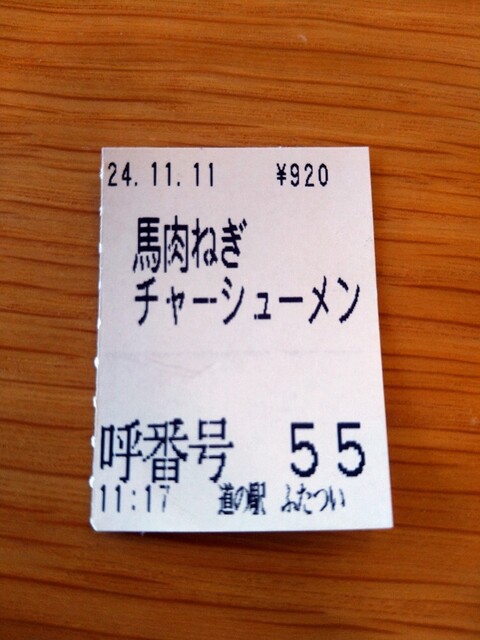 24.11.11 ¥920
馬肉ねぎ
チャーシューメン
呼番号 55
11:17 道の駅 ふたつい